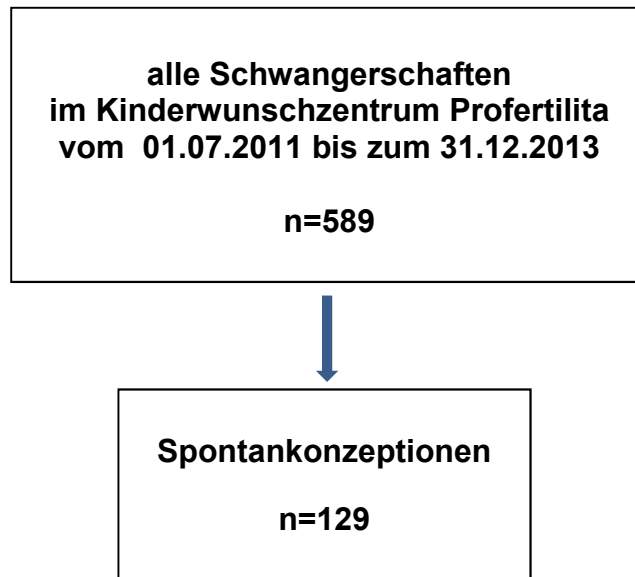 alle Schwangerschaften
im Kinderwunschzentrum Profertilita
vom 01.07.2011 bis zum 31.12.2013
n=589
Spontankonzeptionen
n=129